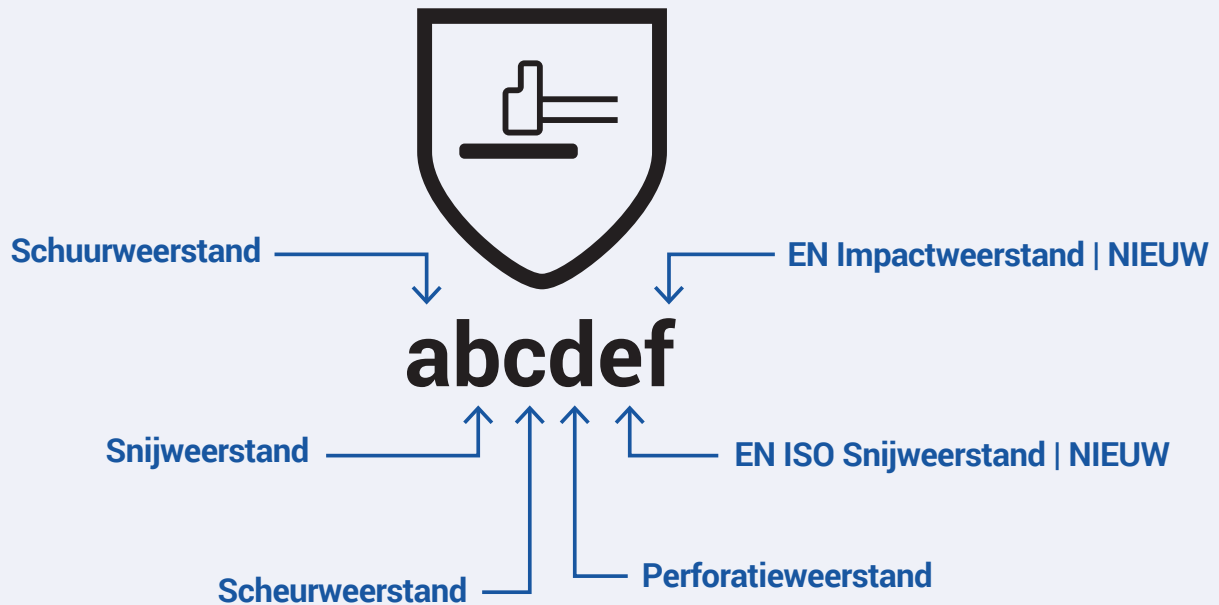 Schuurweerstand
EN Impactweerstand | NIEUW
abcdef
Snijweerstand
EN ISO Snijweerstand | NIEUW
Scheurweerstand
Perforatieweerstand